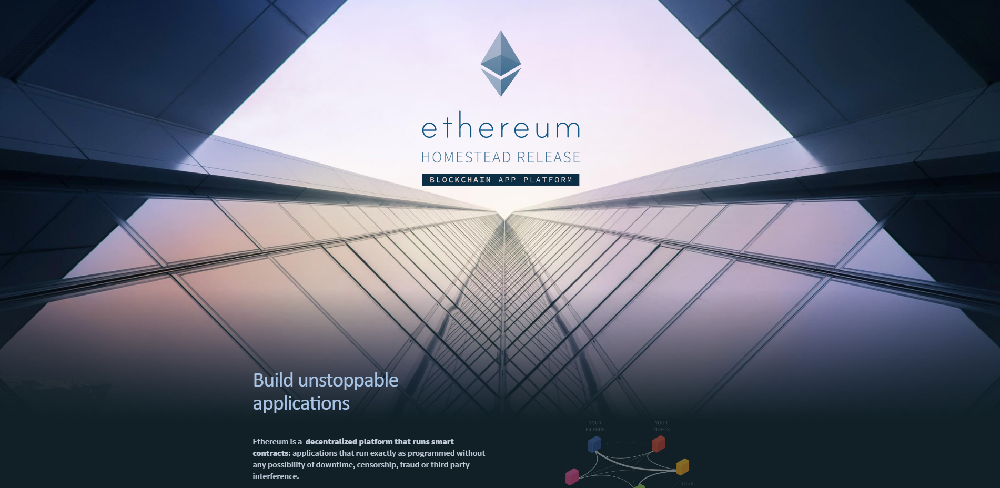 ethereum
HOMESTEAD RELEASE
BLOCKCHAIN APP PLATFORM
Build unstoppable
applications
Ethereum is a decentralized platform that runs smart
contracts: applications that run exactly as programmed without
any possibility of downtime, censorship, fraud or third party
interference.
YOUR
FRIENDS
YOUR
VIDEOS
YOUR